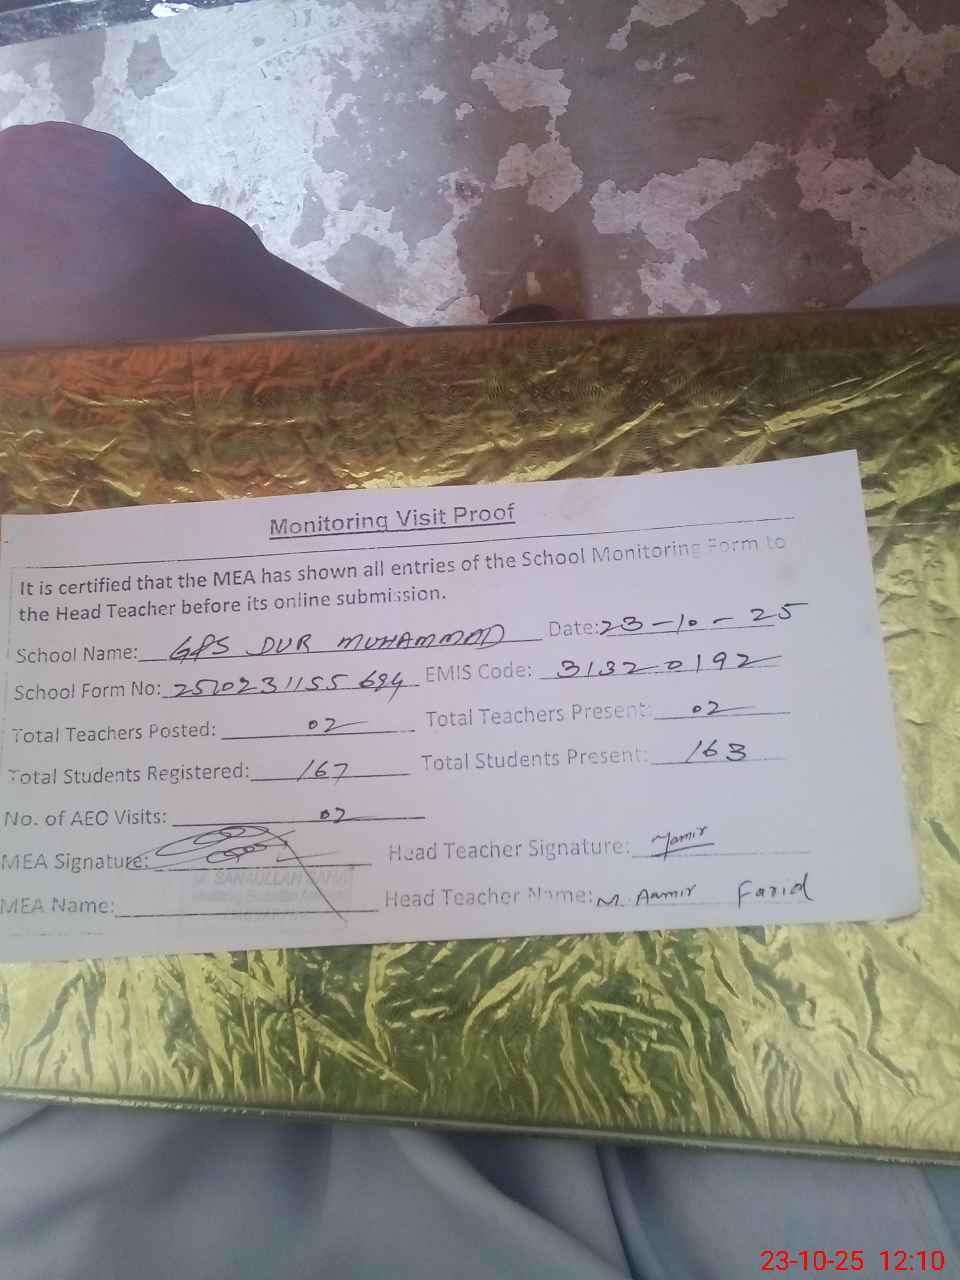 Monitoring Visit Proof
It is certified that the MEA has shown all entries of the School Monitoring Form to
the Head Teacher before its online submission.
School Name: GPS DUR MUHAMMAD Date: 23-10-25
School Form No: 2510231155694 EMIS Code: 31320192
Total Teachers Posted: 02 Total Teachers Present: 02
Total Students Registered: 167 Total Students Present: 163
No. of AEO Visits: 02
MEA Signature: Head Teacher Signature: Aamir
M. SANAULLAH
MEA Name: Head Teacher Name: M. Aamir Farid
23-10-25 12:10